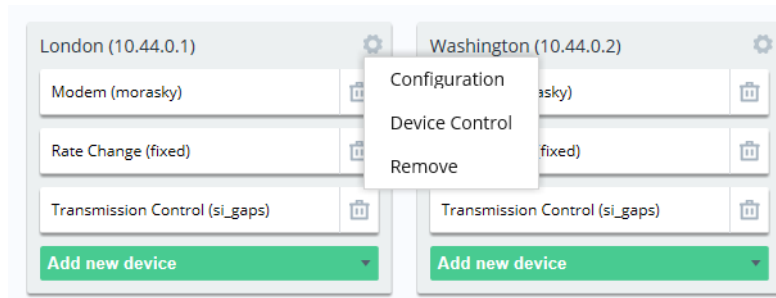 London (10.44.0.1)
Modem (morasky)
Rate Change (fixed)
Transmission Control (si_gaps)
Add new device
Configuration
Device Control
Remove
Washington (10.44.0.2)
asky)
fixed)
Transmission Control (si_gaps)
Add new device